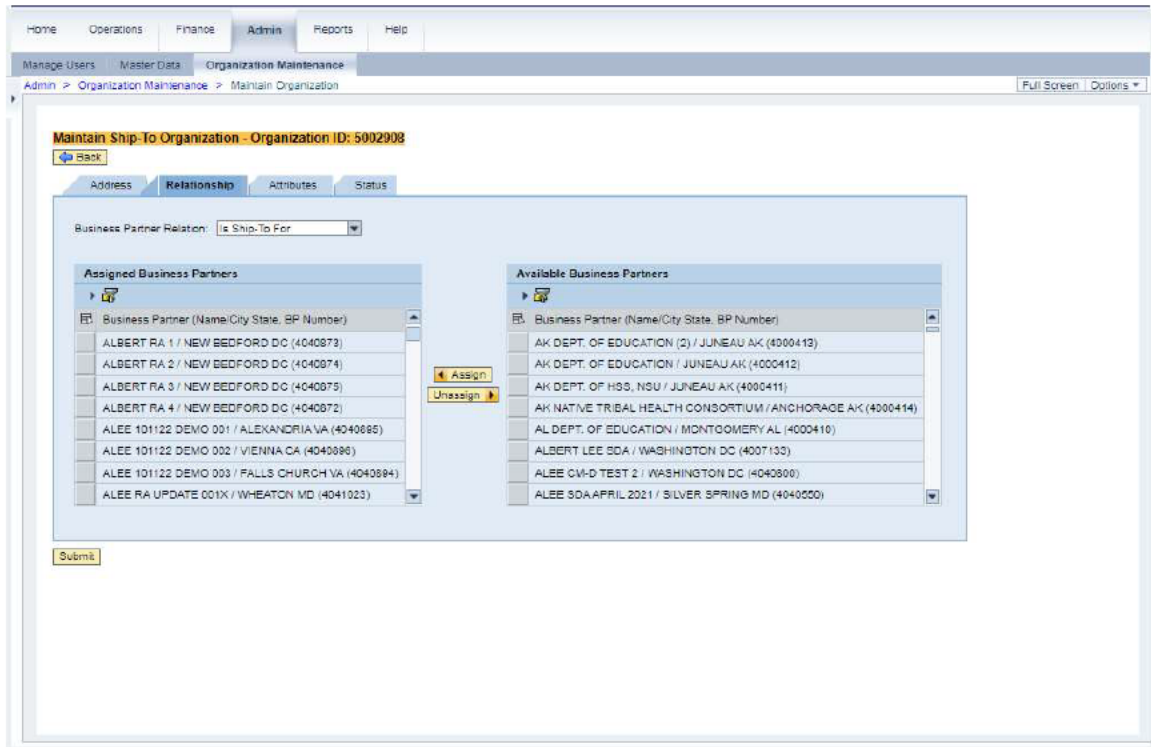 Home Operations Finance Admin Reports Help
Manage Users Master Data Organization Maintenance
Admin > Organization Maintenance > Maintain Organization Full Screen Options
Maintain Ship-To Organization - Organization ID: 5002908
Back
Address Relationship Attributes Status
Business Partner Relation: Is Ship-To For
Assigned Business Partners
Business Partner (Name/City State, BP Number)
ALBERT RA 1 / NEW BEDFORD DC (4040873)
ALBERT RA 2 / NEW BEDFORD DC (4040874)
ALBERT RA 3 / NEW BEDFORD DC (4040875)
ALBERT RA 4 / NEW BEDFORD DC (4040872)
ALEE 101122 DEMO 001 / ALEXANDRIA VA (4040895)
ALEE 101122 DEMO 002 / VIENNA CA (4040896)
ALEE 101122 DEMO 003 / FALLS CHURCH VA (4040894)
ALEE RA UPDATE 001X / WHEATON MD (4041023)
Assign
Unassign
Available Business Partners
Business Partner (Name/City State, BP Number)
AK DEPT. OF EDUCATION (2) / JUNEAU AK (4000413)
AK DEPT. OF EDUCATION / JUNEAU AK (4000412)
AK DEPT. OF HSS, NSU / JUNEAU AK (4000411)
AK NATIVE TRIBAL HEALTH CONSORTIUM / ANCHORAGE AK (4000414)
AL DEPT. OF EDUCATION / MONTGOMERY AL (4000410)
ALBERT LEE SDA / WASHINGTON DC (4007133)
ALEE CM-D TEST 2 / WASHINGTON DC (4040800)
ALEE SDA APRIL 2021 / SILVER SPRING MD (4040550)
Submit